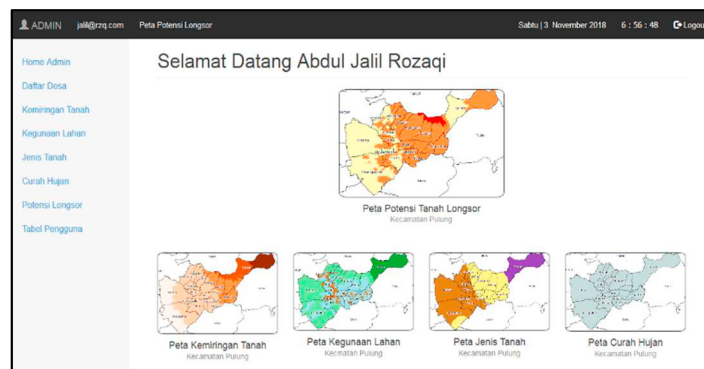 ADMIN jalil@rzq.com Peta Potensi Longsor Sabtu | 3 November 2018 6 : 56 : 48 Logout
Selamat Datang Abdul Jalil Rozaqi
Home Admin
Daftar Desa
Kemiringan Tanah
Kegunaan Lahan
Jenis Tanah
Curah Hujan
Potensi Longsor
Tabel Pengguna
Peta Potensi Tanah Longsor
Kecamatan Pulung
Peta Kemiringan Tanah
Kecamatan Pulung
Peta Kegunaan Lahan
Kecmatan Pulung
Peta Jenis Tanah
Kecamatan Pulung
Peta Curah Hujan
Kecamatan Pulung